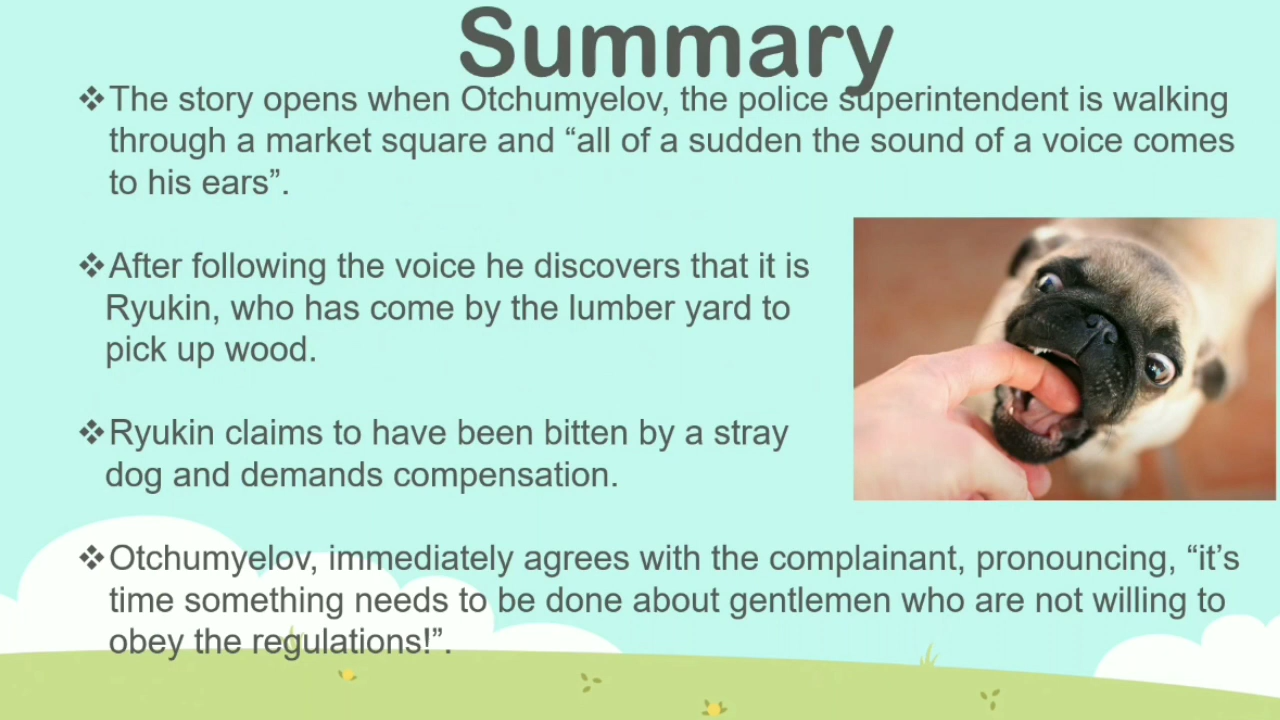 Summary
❖The story opens when Otchumyelov, the police superintendent is walking
through a market square and “all of a sudden the sound of a voice comes
to his ears”.
❖After following the voice he discovers that it is
Ryukin, who has come by the lumber yard to
pick up wood.
❖Ryukin claims to have been bitten by a stray
dog and demands compensation.
❖Otchumyelov, immediately agrees with the complainant, pronouncing, “it’s
time something needs to be done about gentlemen who are not willing to
obey the regulations!”.